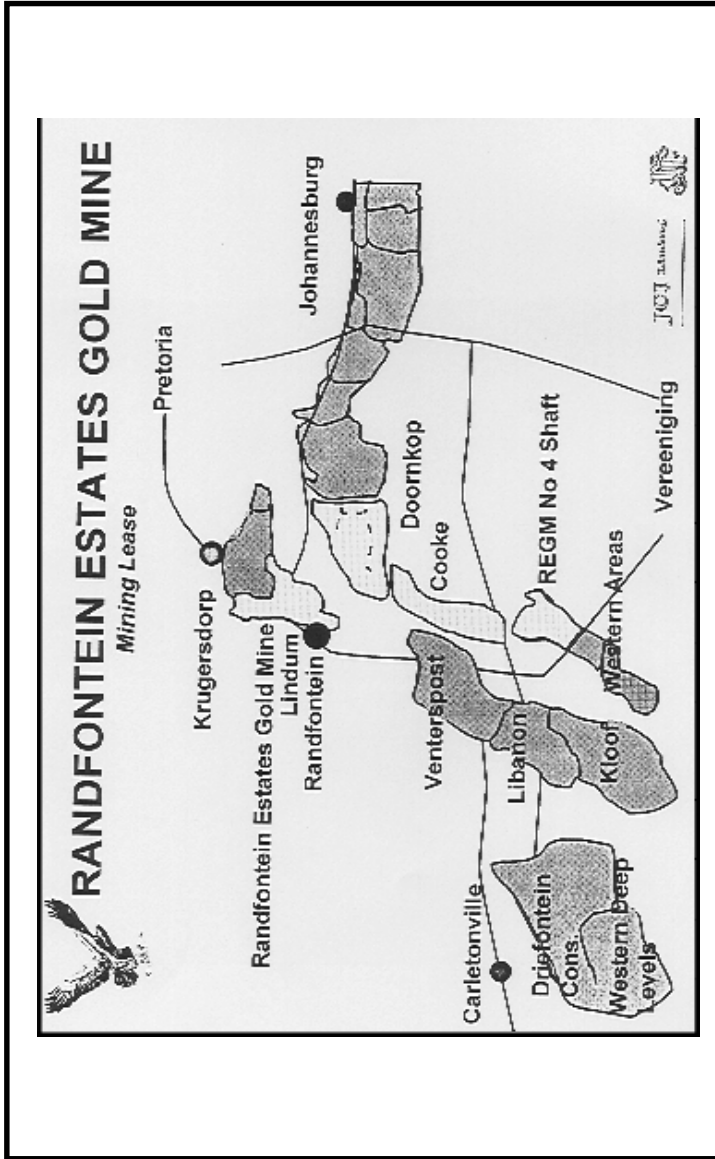 RANDFONTEIN ESTATES GOLD MINE
Mining Lease
Pretoria
Krugersdorp
Johannesburg
Randfontein Estates Gold Mine
Lindum
Randfontein
Doornkop
Cooke
Venterspost
Carletonville
Libanon
REGM No 4 Shaft
Driefontein
Cons.
Kloof
Western Areas
Western Deep
Levels
Vereeniging
JCI Limited